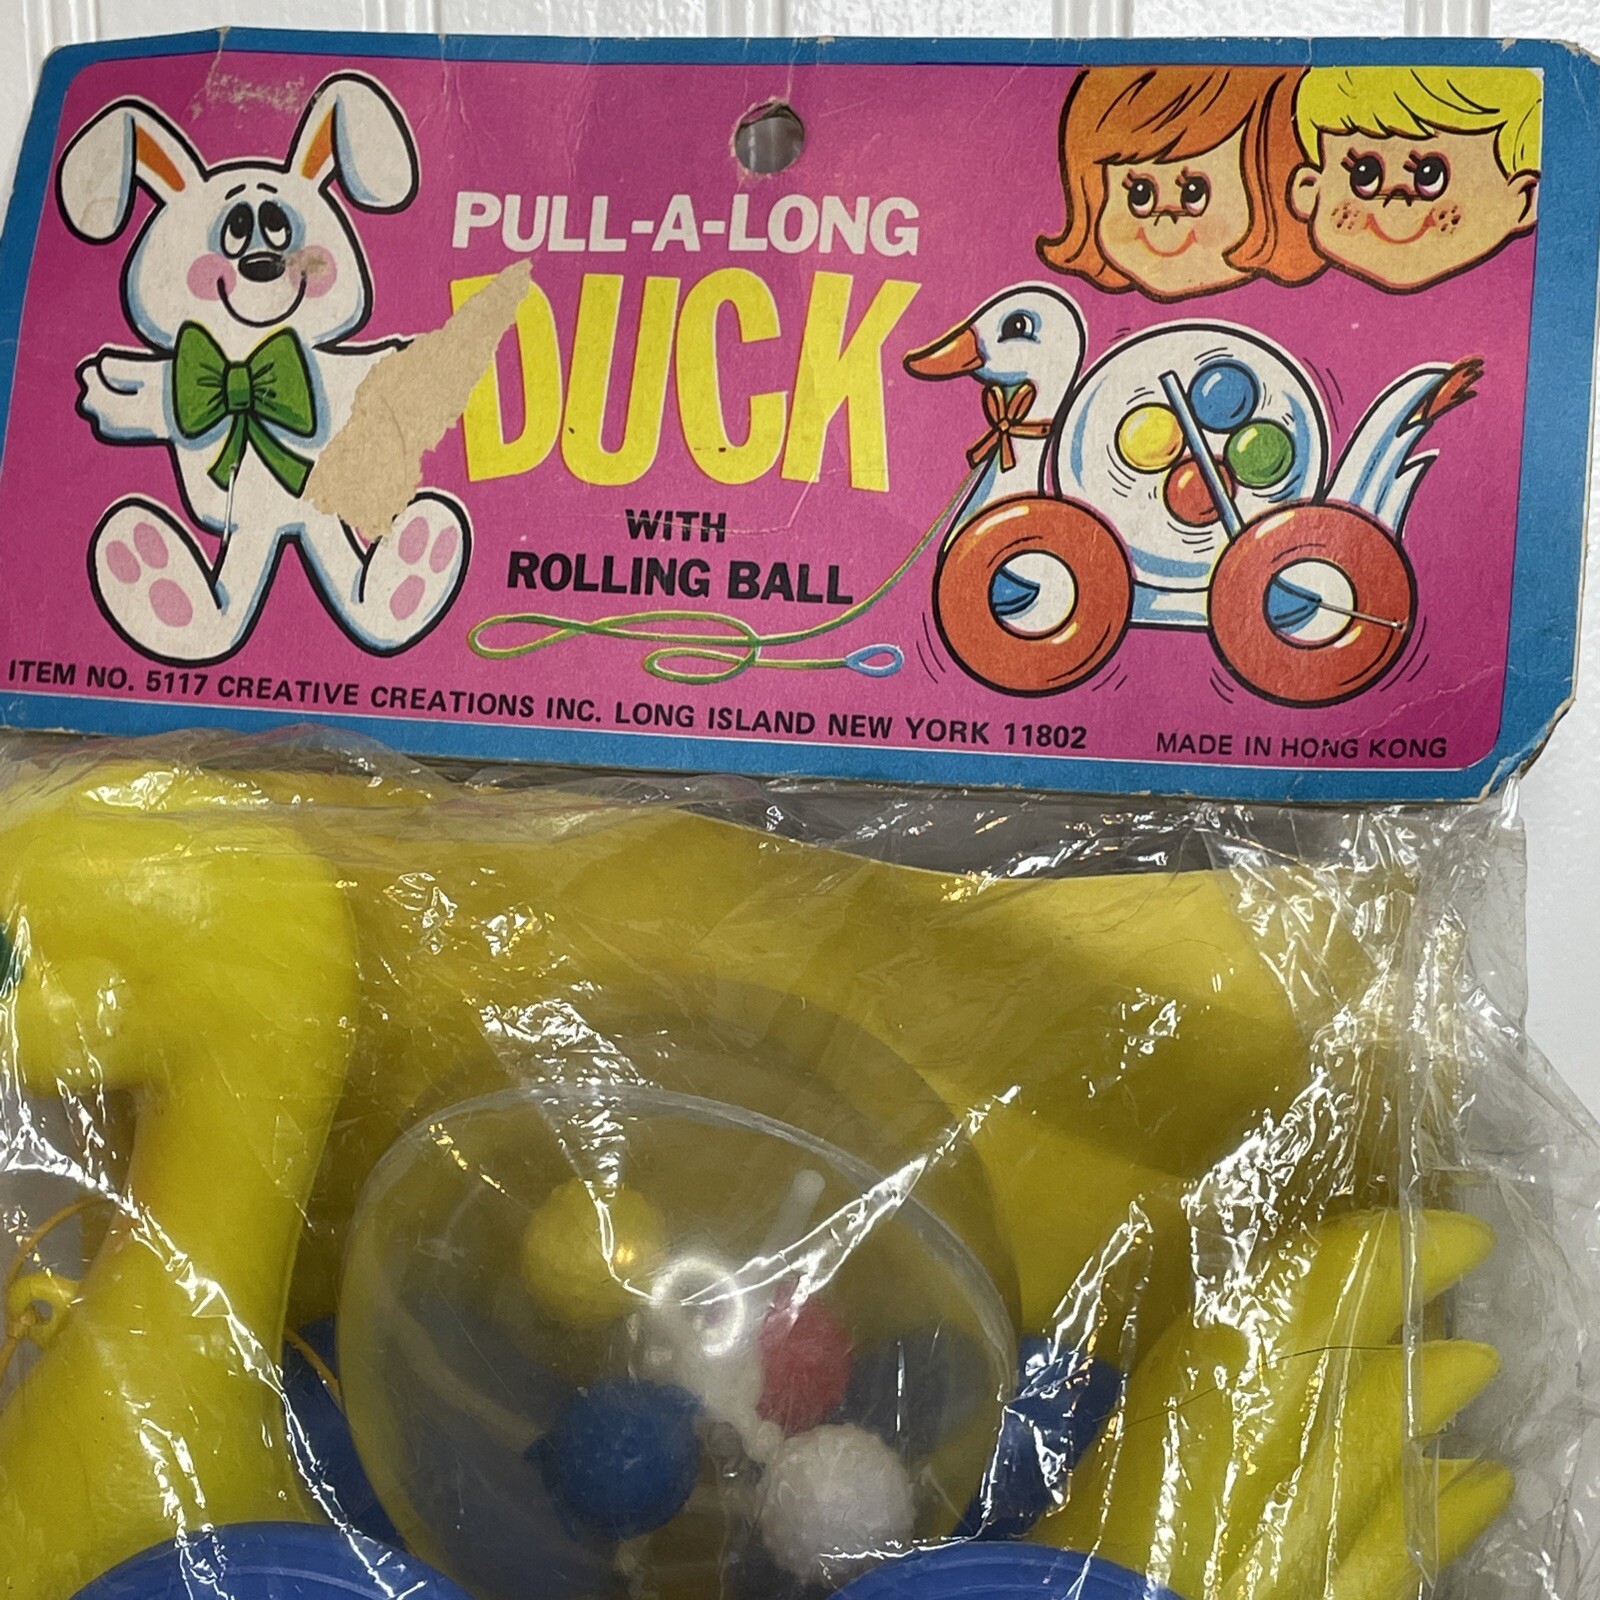 PULL-A-LONG
DUCK
WITH
ROLLING BALL
ITEM NO. 5117 CREATIVE CREATIONS INC. LONG ISLAND NEW YORK 11802
MADE IN HONG KONG